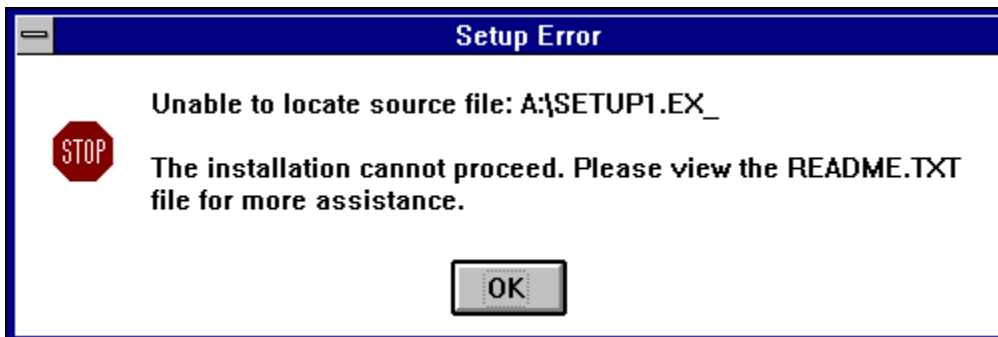 Setup Error
Unable to locate source file: A:\SETUP1.EX_
STOP
The installation cannot proceed. Please view the README.TXT
file for more assistance.
OK